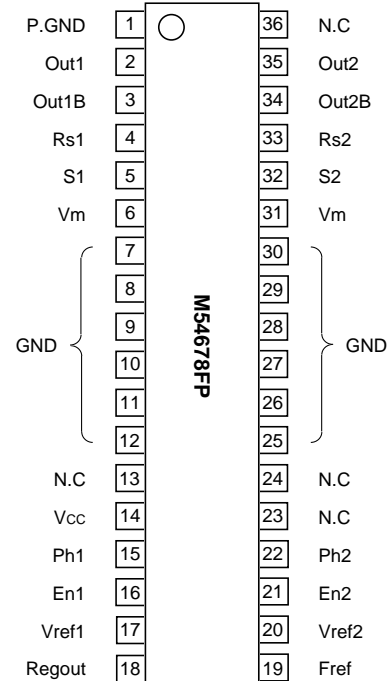 P.GND 1 36 N.C
Out1 2 35 Out2
Out1B 3 34 Out2B
Rs1 4 33 Rs2
S1 5 32 S2
Vm 6 31 Vm
7 30
8 29
9 28
GND 10 27 GND
11 26
12 25
M54678FP
N.C 13 24 N.C
Vcc 14 23 N.C
Ph1 15 22 Ph2
En1 16 21 En2
Vref1 17 20 Vref2
Regout 18 19 Fref